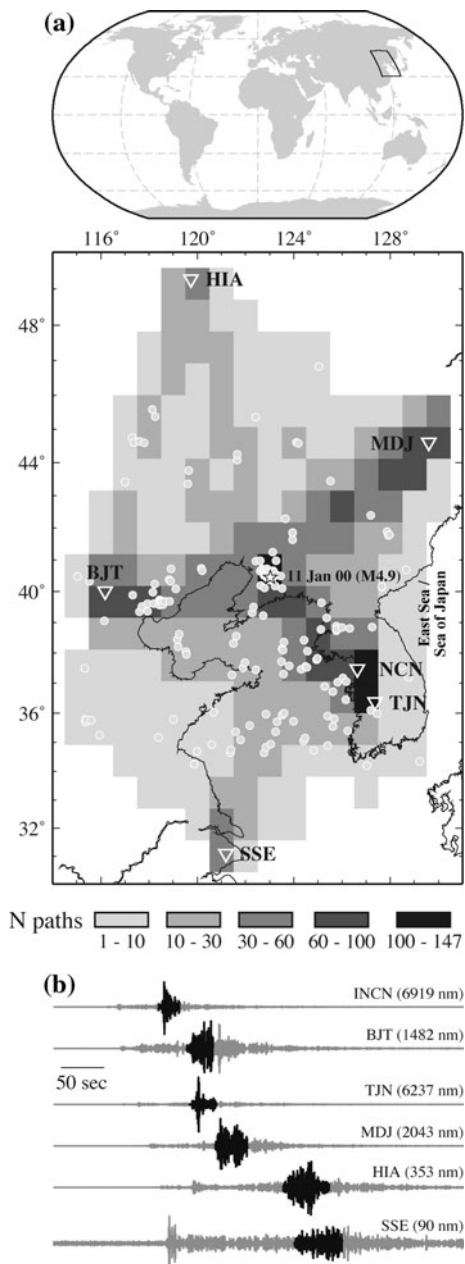 (a)
116° 120° 124° 128°
HIA
48°
MDJ
44°
BJT
11 Jan 00 (M4.9)
40°
East Sea /
Sea of Japan
NCN
TJN
36°
SSE
32°
N paths
1 - 10 10 - 30 30 - 60 60 - 100 100 - 147
(b)
INCN (6919 nm)
BJT (1482 nm)
50 sec
TJN (6237 nm)
MDJ (2043 nm)
HIA (353 nm)
SSE (90 nm)